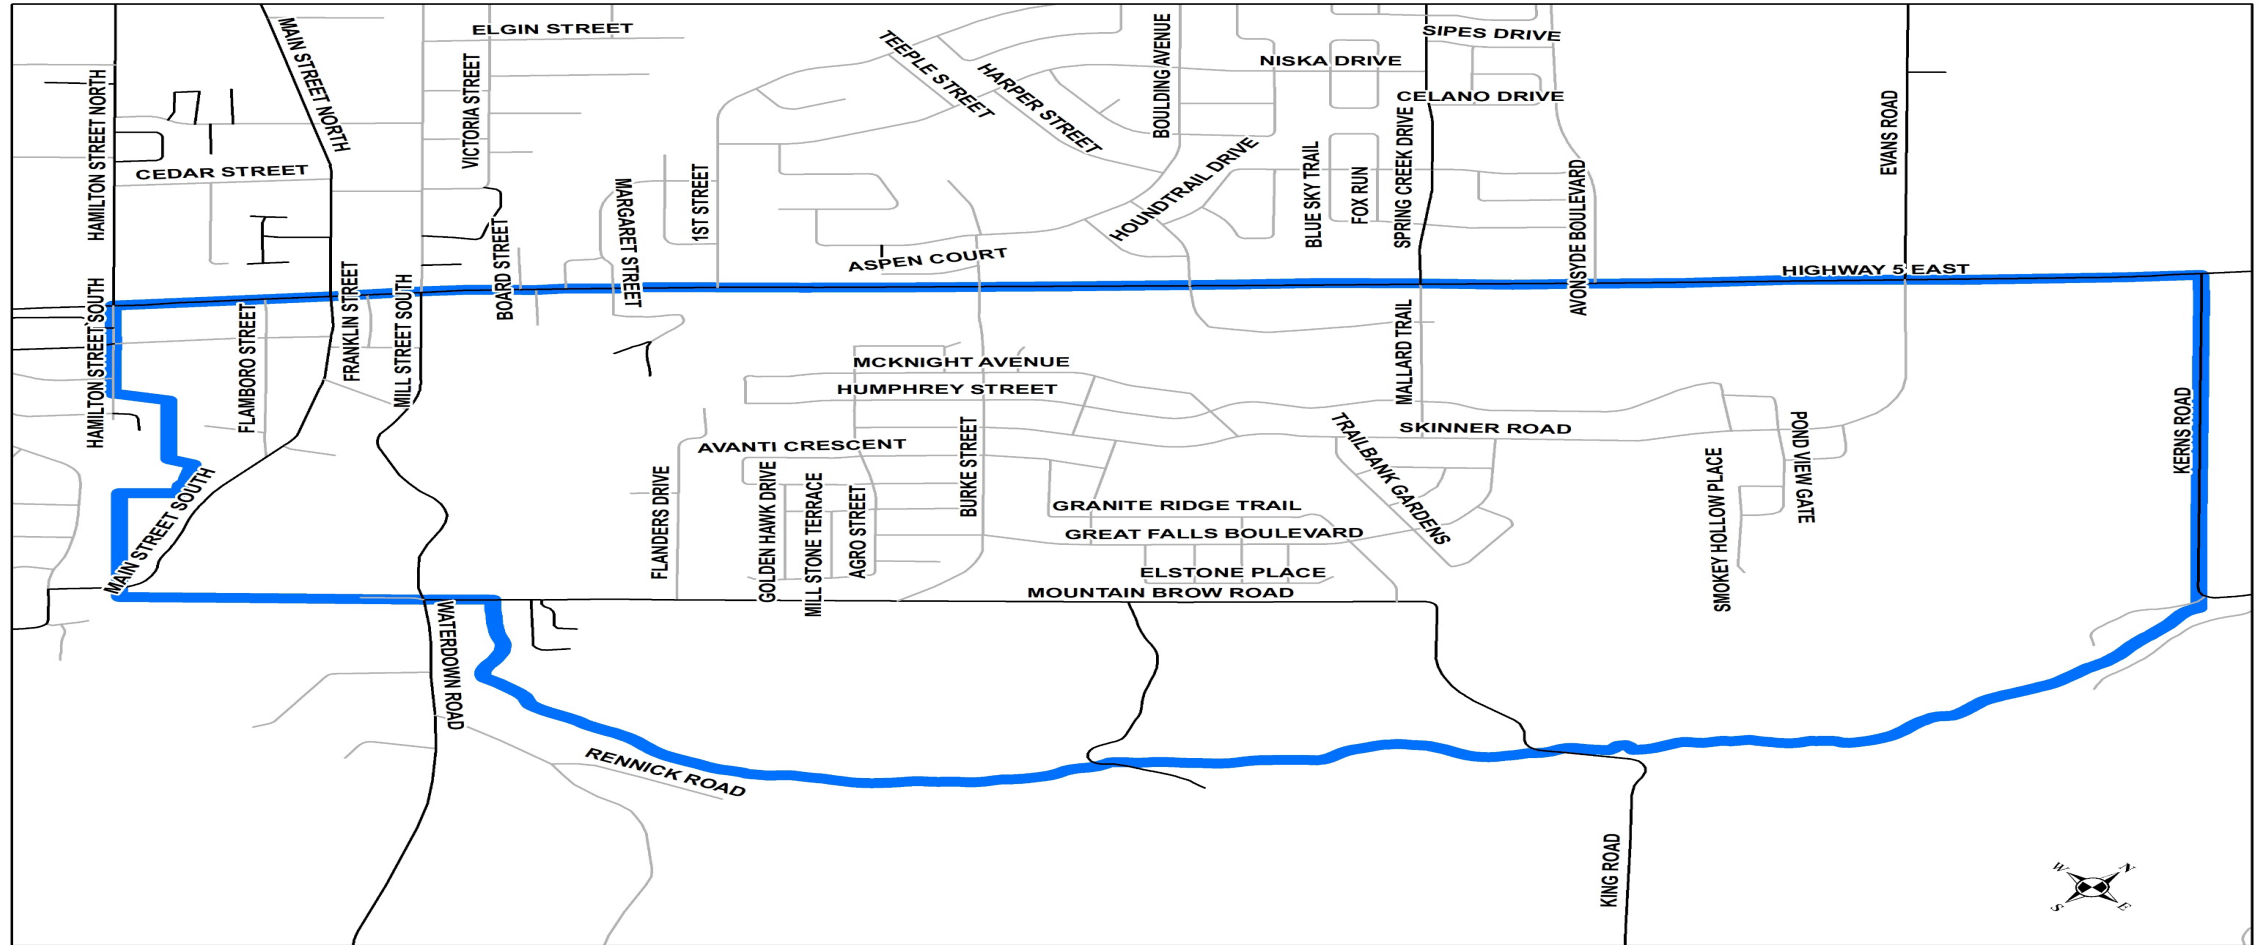 ELGIN STREET
MAIN STREET NORTH
TEEPLE STREET
HARPER STREET
BOULDING AVENUE
SIPES DRIVE
NISKA DRIVE
CELANO DRIVE
HAMILTON STREET NORTH
VICTORIA STREET
CEDAR STREET
EVANS ROAD
HOUNDTRAIL DRIVE
BLUE SKY TRAIL
FOX RUN
SPRING CREEK DRIVE
AVONSYDE BOULEVARD
MARGARET STREET
1ST STREET
BOARD STREET
ASPEN COURT
HIGHWAY 5 EAST
HAMILTON STREET SOUTH
FLAMBORO STREET
FRANKLIN STREET
MILL STREET SOUTH
MALLARD TRAIL
MCKNIGHT AVENUE
HUMPHREY STREET
KERNS ROAD
AVANTI CRESCENT
BURKE STREET
TRAILBANK GARDENS
SKINNER ROAD
POND VIEW GATE
SMOKEY HOLLOW PLACE
MAIN STREET SOUTH
FLANDERS DRIVE
GOLDEN HAWK DRIVE
MILL STONE TERRACE
AGRO STREET
GRANITE RIDGE TRAIL
GREAT FALLS BOULEVARD
ELSTONE PLACE
MOUNTAIN BROW ROAD
WATERDOWN ROAD
RENNICK ROAD
KING ROAD
W
N
S
E